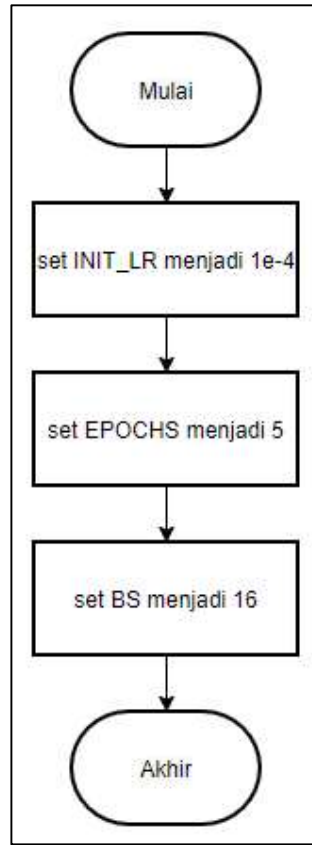 Mulai
set INIT_LR menjadi 1e-4
set EPOCHS menjadi 5
set BS menjadi 16
Akhir